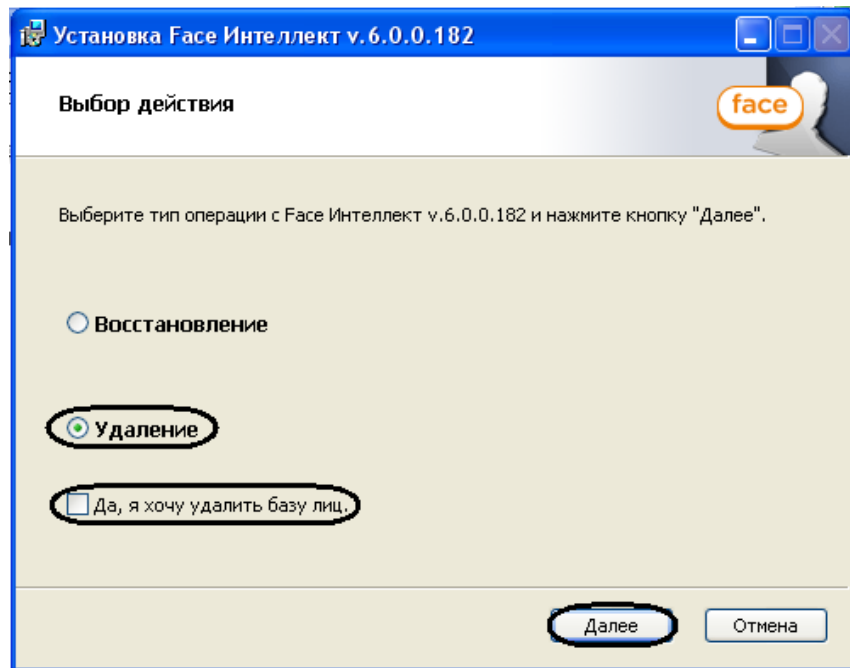 Установка Face Интеллект v.6.0.0.182
Выбор действия
face
Выберите тип операции с Face Интеллект v.6.0.0.182 и нажмите кнопку "Далее".
Восстановление
Удаление
Да, я хочу удалить базу лиц.
Далее
Отмена